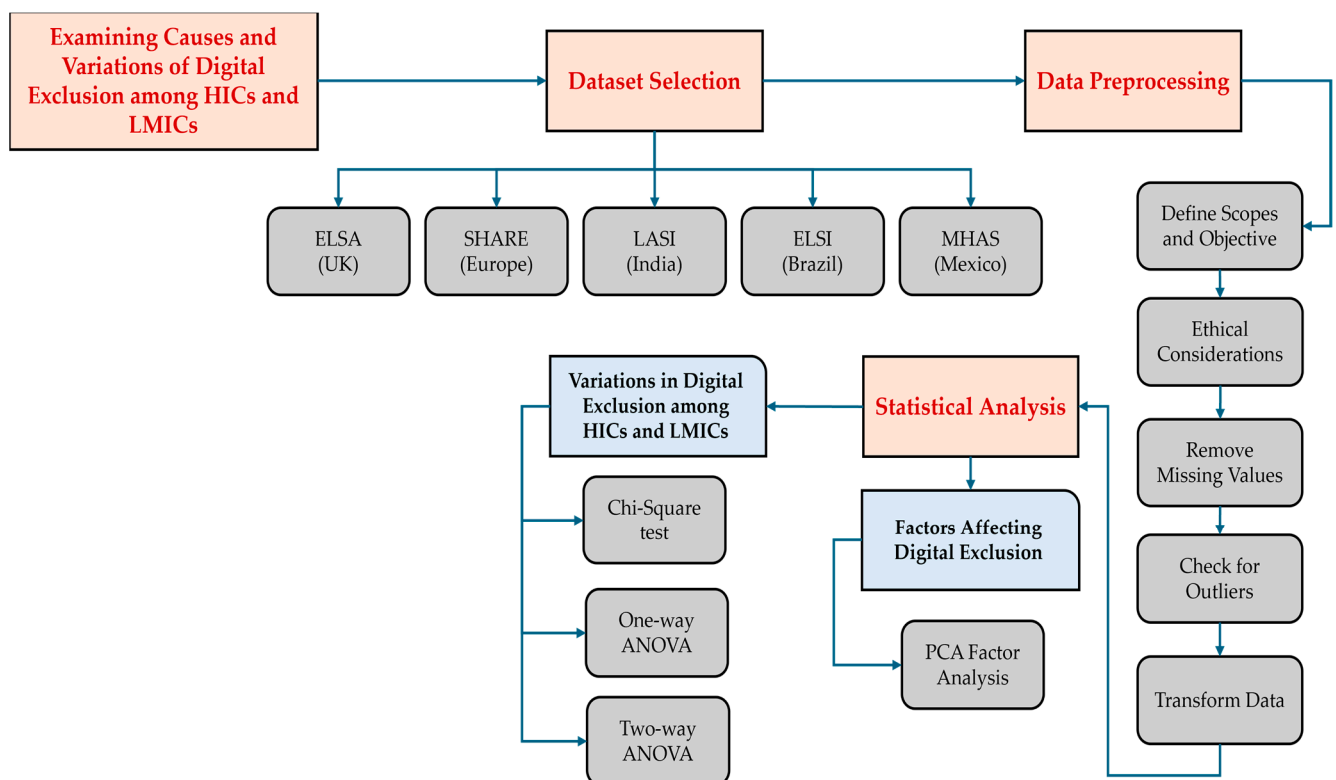 Examining Causes and
Variations of Digital
Exclusion among HICs and
LMICs
Dataset Selection
Data Preprocessing
ELSA
(UK)
SHARE
(Europe)
LASI
(India)
ELSI
(Brazil)
MHAS
(Mexico)
Define Scopes
and Objective
Ethical
Considerations
Remove
Missing Values
Check for
Outliers
Transform Data
Statistical Analysis
Variations in Digital
Exclusion among
HICs and LMICs
Chi-Square
test
One-way
ANOVA
Two-way
ANOVA
Factors Affecting
Digital Exclusion
PCA Factor
Analysis